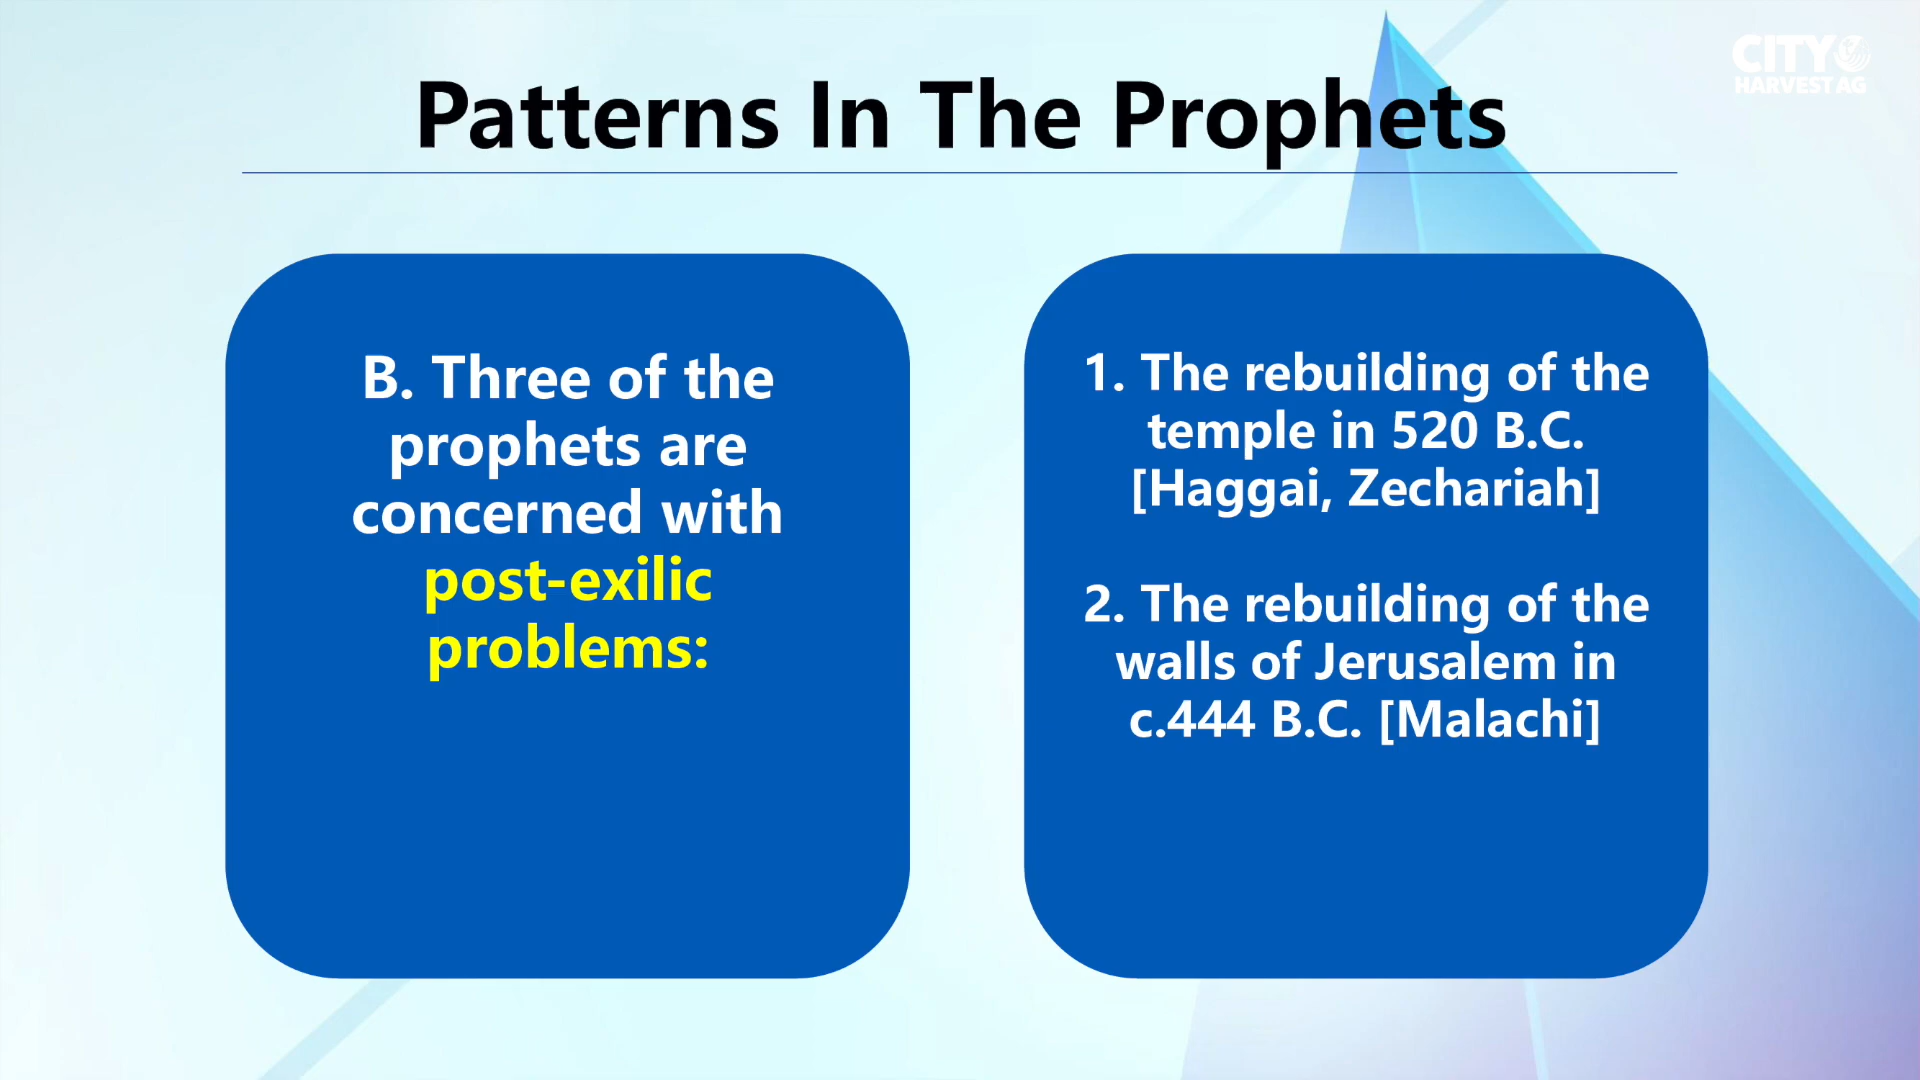 CITY
HARVEST AG
Patterns In The Prophets
B. Three of the
prophets are
concerned with
post-exilic
problems:
1. The rebuilding of the
temple in 520 B.C.
[Haggai, Zechariah]
2. The rebuilding of the
walls of Jerusalem in
c.444 B.C. [Malachi]